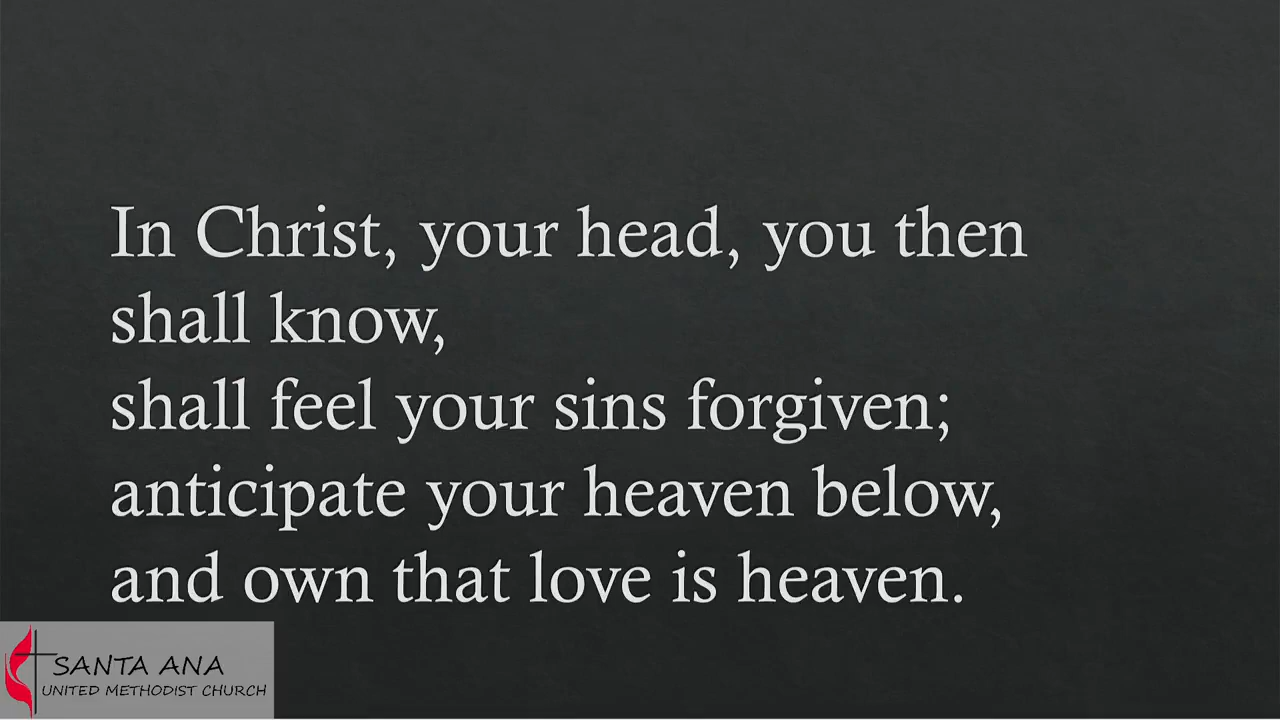 In Christ, your head, you then
shall know,
shall feel your sins forgiven;
anticipate your heaven below,
and own that love is heaven.
SANTA ANA
UNITED METHODIST CHURCH